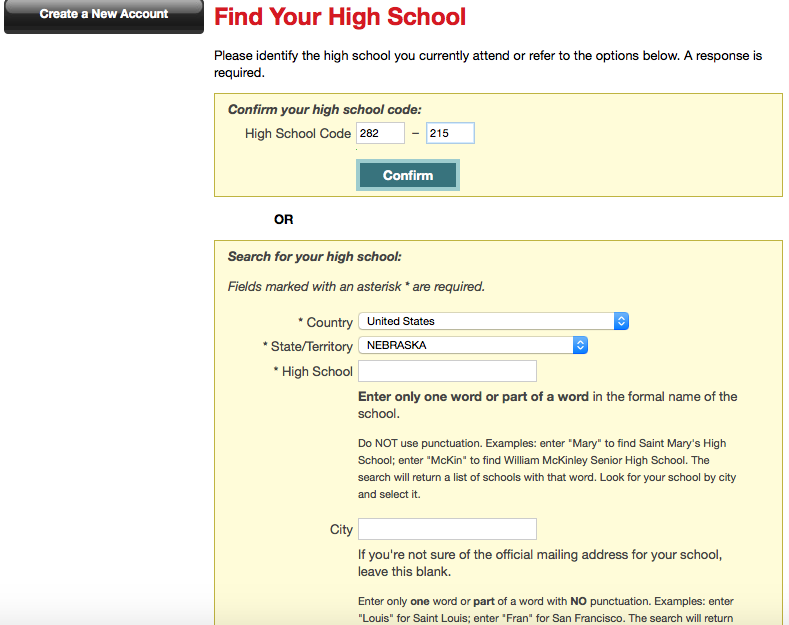 Create a New Account
Find Your High School
Please identify the high school you currently attend or refer to the options below. A response is
required.
Confirm your high school code:
High School Code 282 – 215
Confirm
OR
Search for your high school:
Fields marked with an asterisk * are required.
* Country United States
* State/Territory NEBRASKA
* High School
Enter only one word or part of a word in the formal name of the
school.
Do NOT use punctuation. Examples: enter "Mary" to find Saint Mary's High
School; enter "McKin" to find William McKinley Senior High School. The
search will return a list of schools with that word. Look for your school by city
and select it.
City
If you're not sure of the official mailing address for your school,
leave this blank.
Enter only one word or part of a word with NO punctuation. Examples: enter
"Louis" for Saint Louis; enter "Fran" for San Francisco. The search will return